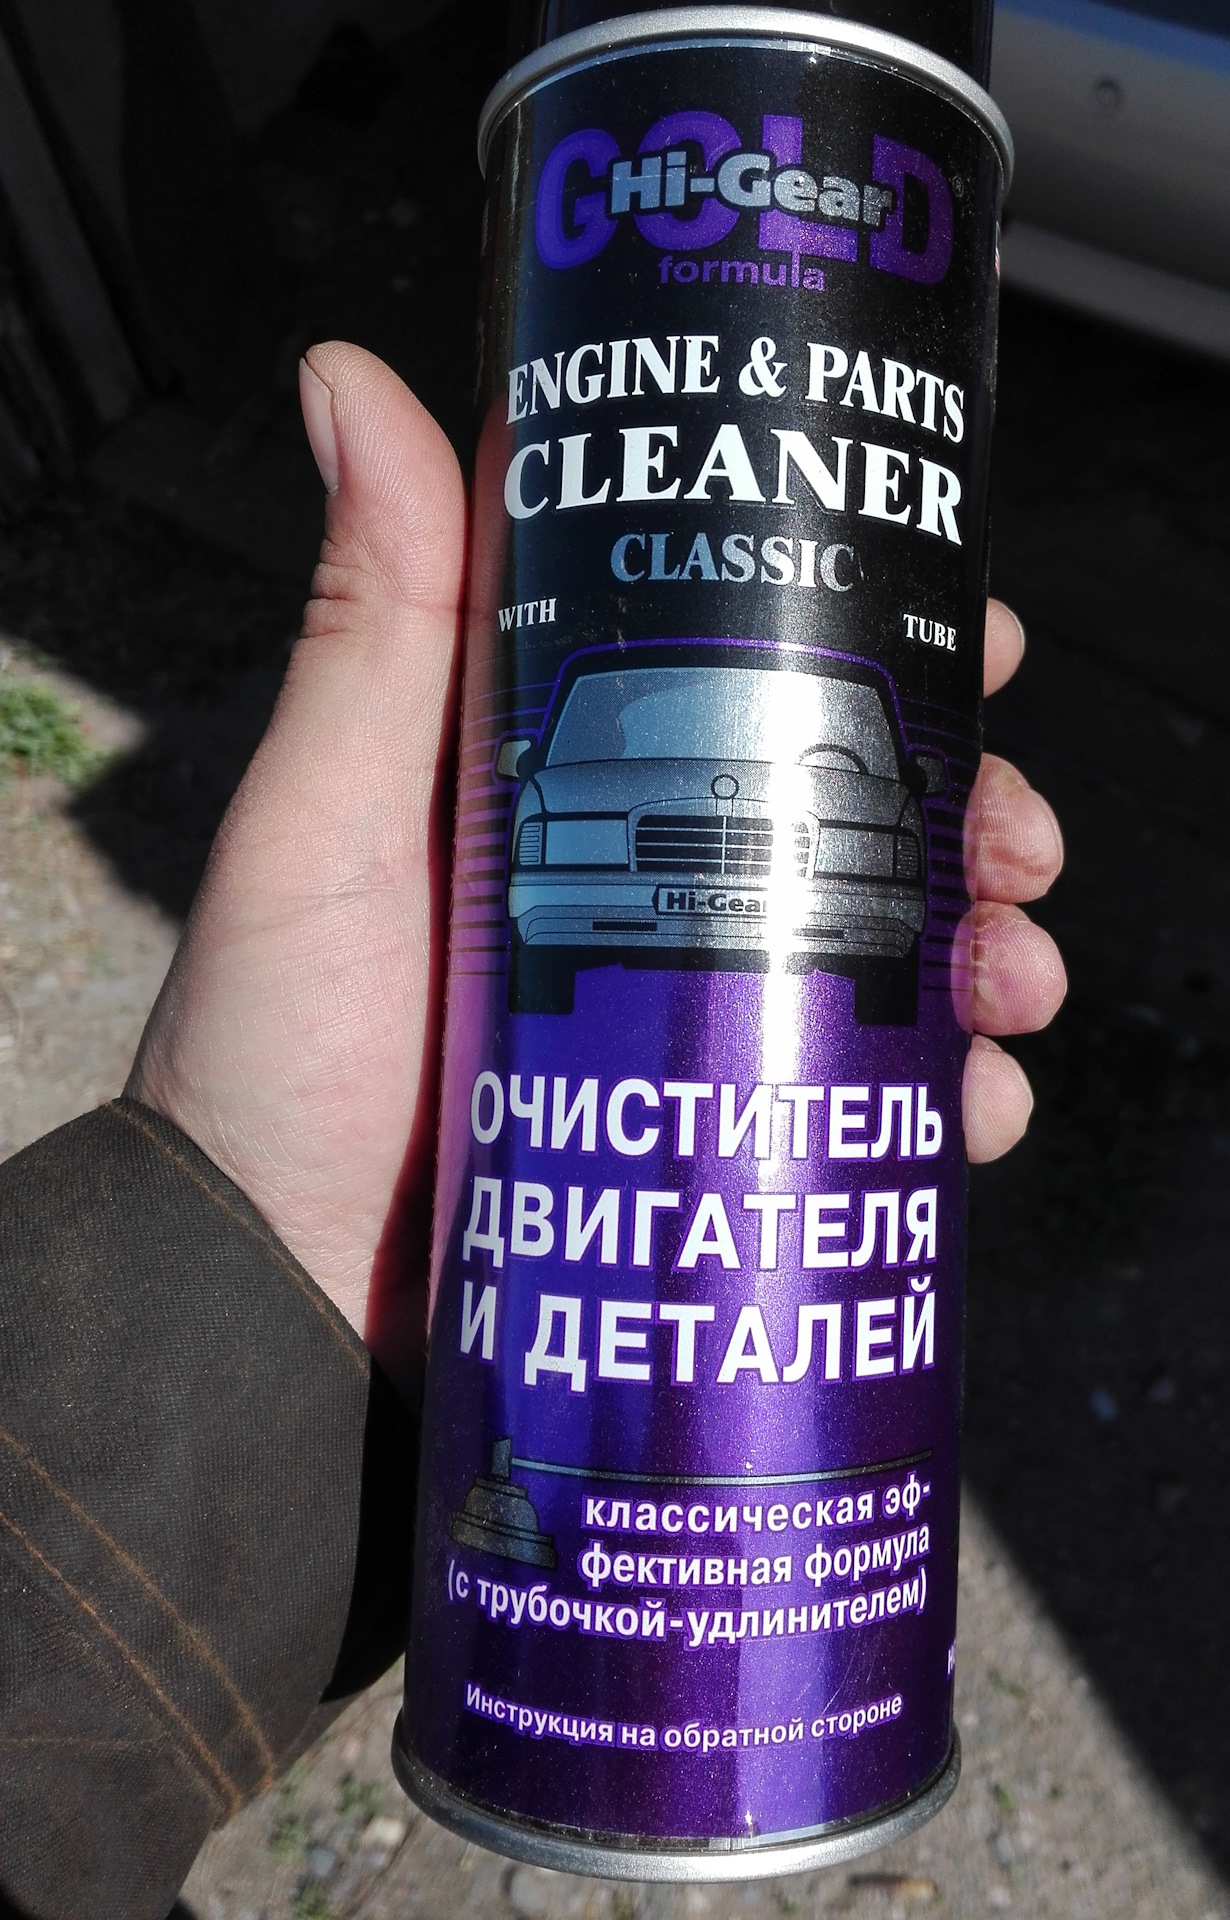 GOLD
Hi-Gear
formula
ENGINE & PARTS
CLEANER
CLASSIC
WITH TUBE
Hi-Gear
ОЧИСТИТЕЛЬ
ДВИГАТЕЛЯ
И ДЕТАЛЕЙ
классическая эф-
фективная формула
(с трубочкой-удлинителем)
Инструкция на обратной стороне